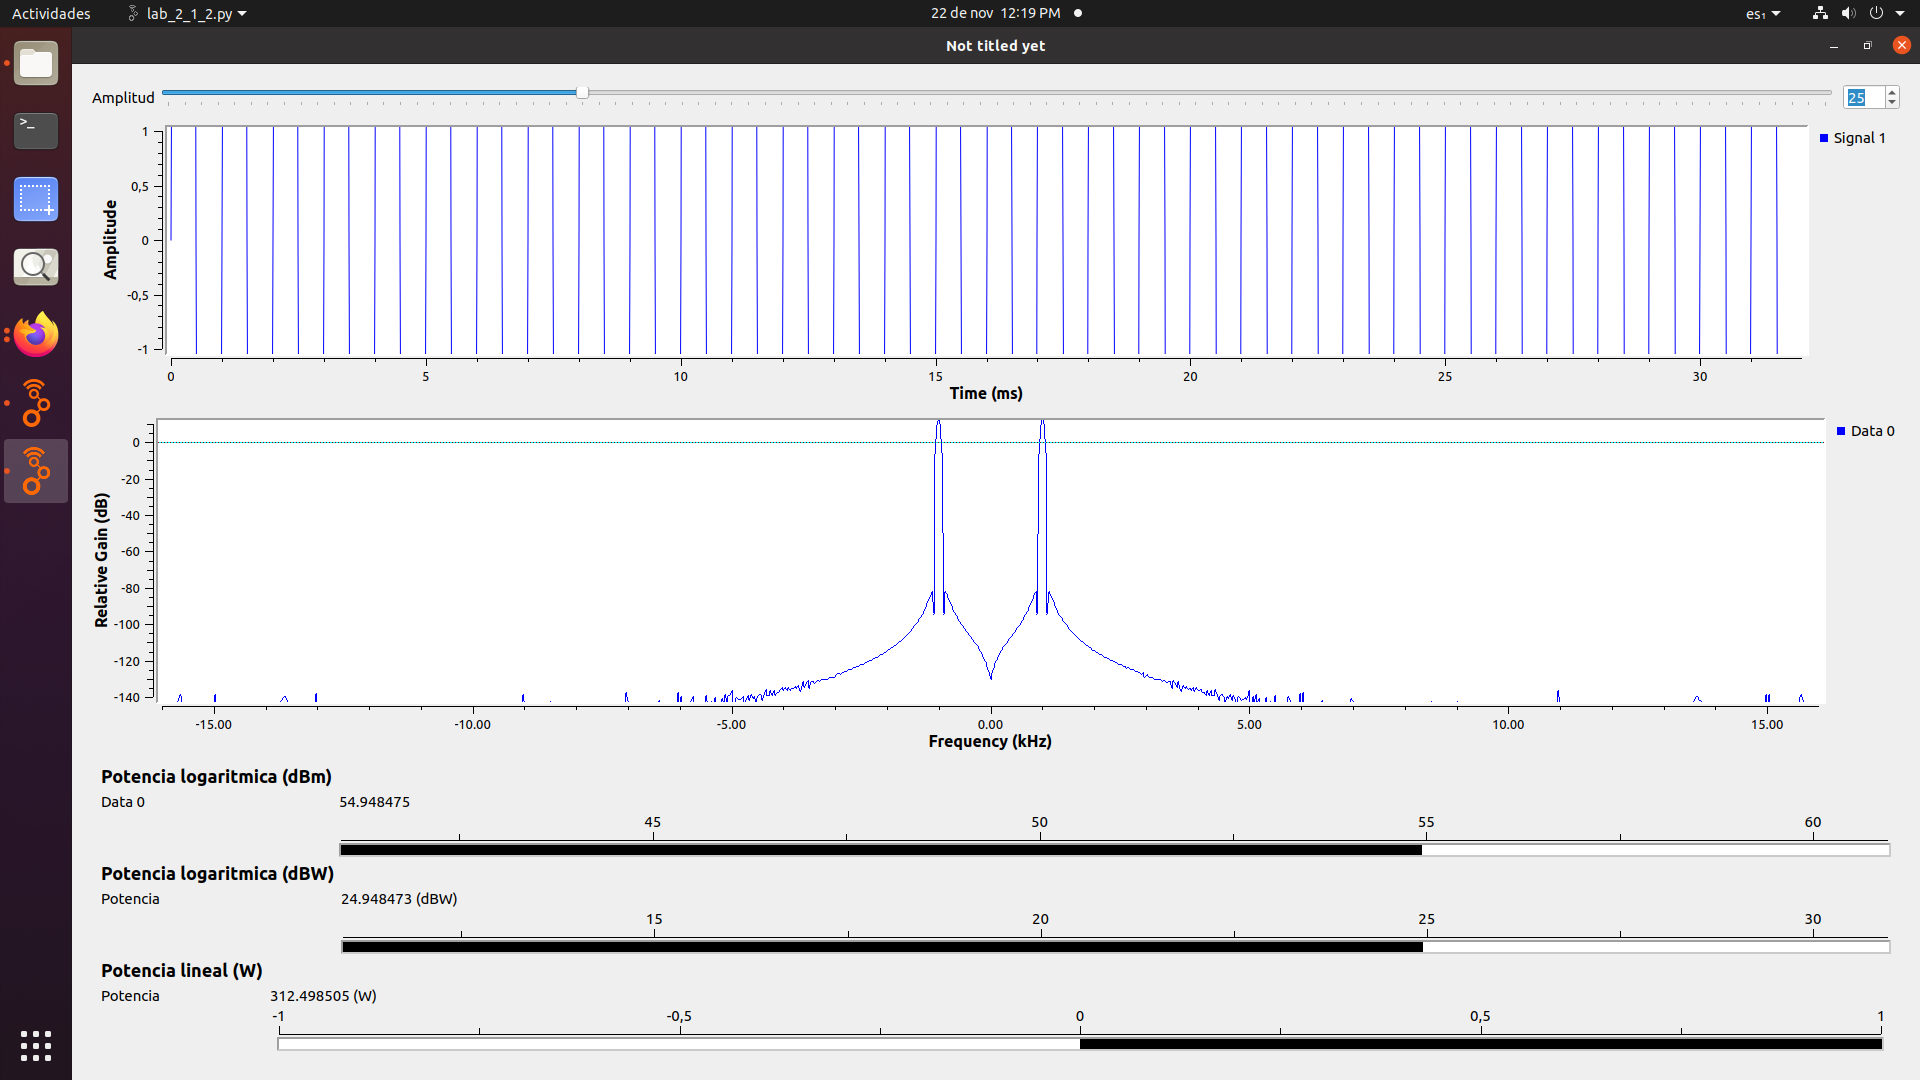 Actividades lab_2_1_2.py 22 de nov 12:19 PM es₁
Not titled yet
Amplitud 25
Signal 1
Amplitude
1
0,5
0
-0,5
-1
0 5 10 15 20 25 30
Time (ms)
Data 0
Relative Gain (dB)
0
-20
-40
-60
-80
-100
-120
-140
-15.00 -10.00 -5.00 0.00 5.00 10.00 15.00
Frequency (kHz)
Potencia logaritmica (dBm)
Data 0 54.948475
45 50 55 60
Potencia logaritmica (dBW)
Potencia 24.948473 (dBW)
15 20 25 30
Potencia lineal (W)
Potencia 312.498505 (W)
-1 -0,5 0 0,5 1